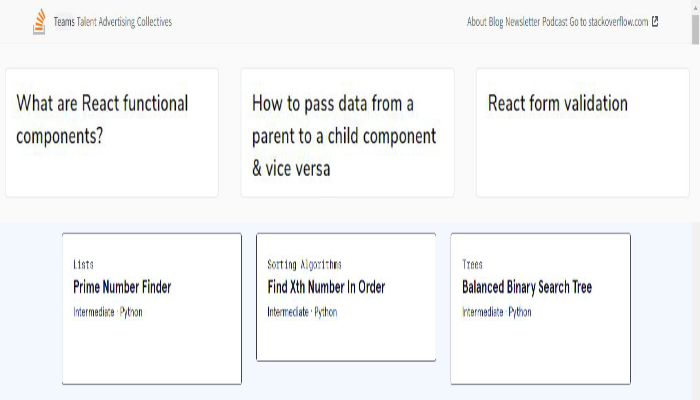 Teams Talent Advertising Collectives
About Blog Newsletter Podcast Go to stackoverflow.com
What are React functional
components?
How to pass data from a
parent to a child component
& vice versa
React form validation
Lists
Prime Number Finder
Intermediate · Python
Sorting Algorithms
Find Xth Number In Order
Intermediate · Python
Trees
Balanced Binary Search Tree
Intermediate · Python